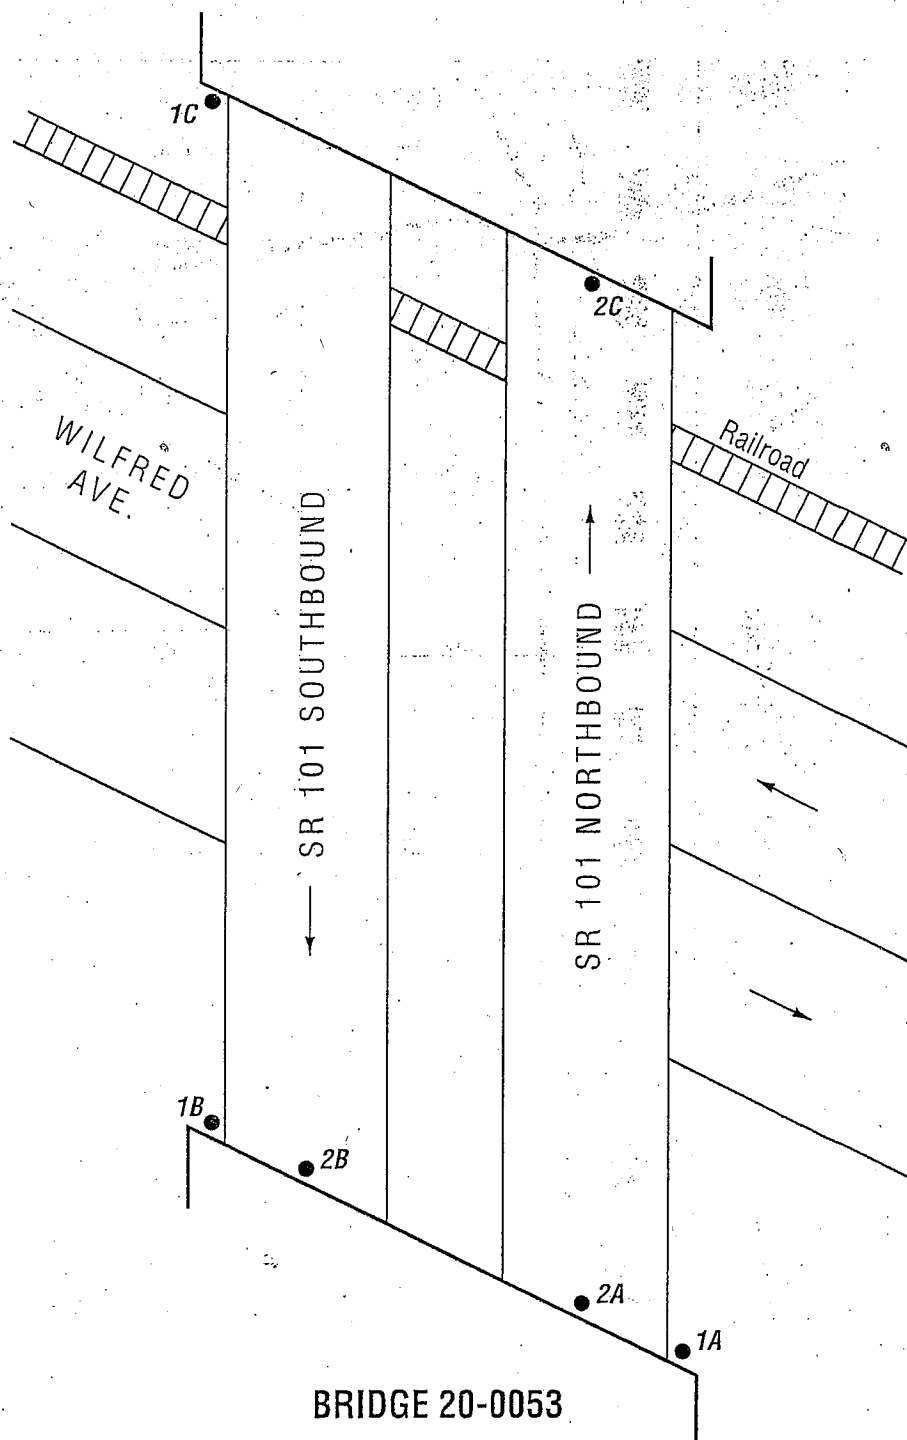 1C
2C
Railroad
WILFRED
AVE.
SR 101 SOUTHBOUND
SR 101 NORTHBOUND
1B
2B
2A
1A
BRIDGE 20-0053